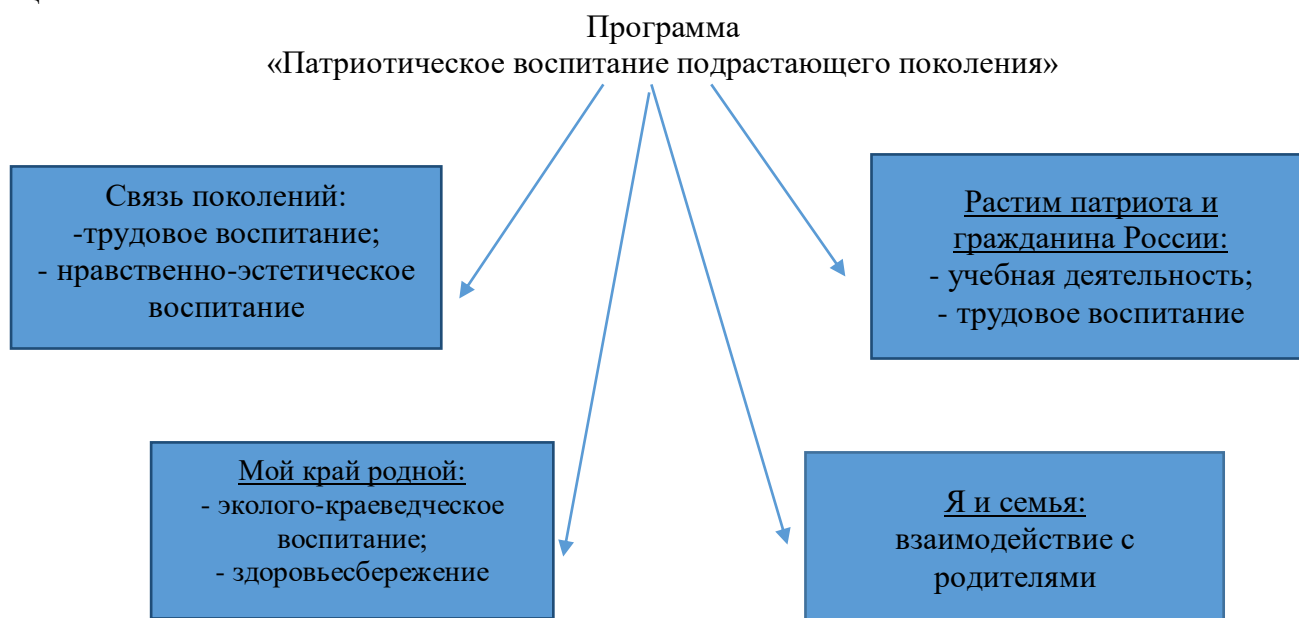 Программа
«Патриотическое воспитание подрастающего поколения»
Связь поколений:
-трудовое воспитание;
- нравственно-эстетическое
воспитание
Растим патриота и
гражданина России:
- учебная деятельность;
- трудовое воспитание
Мой край родной:
- эколого-краеведческое
воспитание;
- здоровьесбережение
Я и семья:
взаимодействие с
родителями